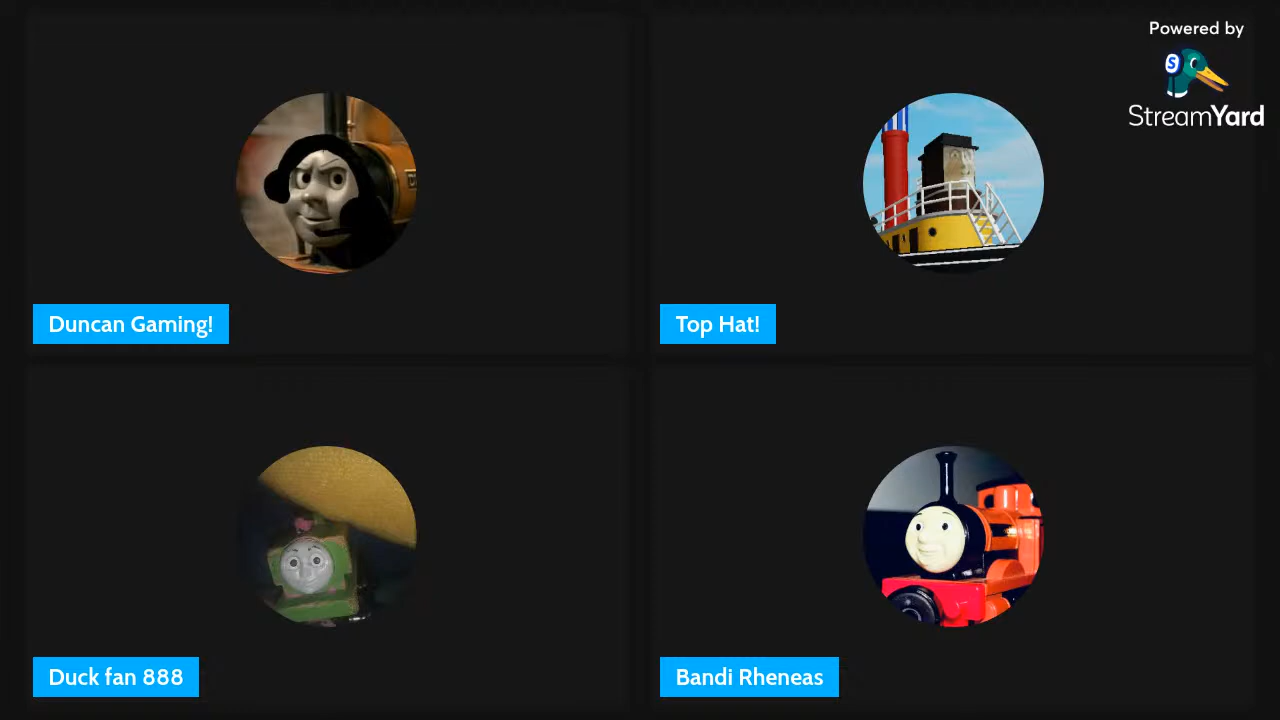 Powered by
StreamYard
Duncan Gaming!
Top Hat!
Duck fan 888
Bandi Rheneas